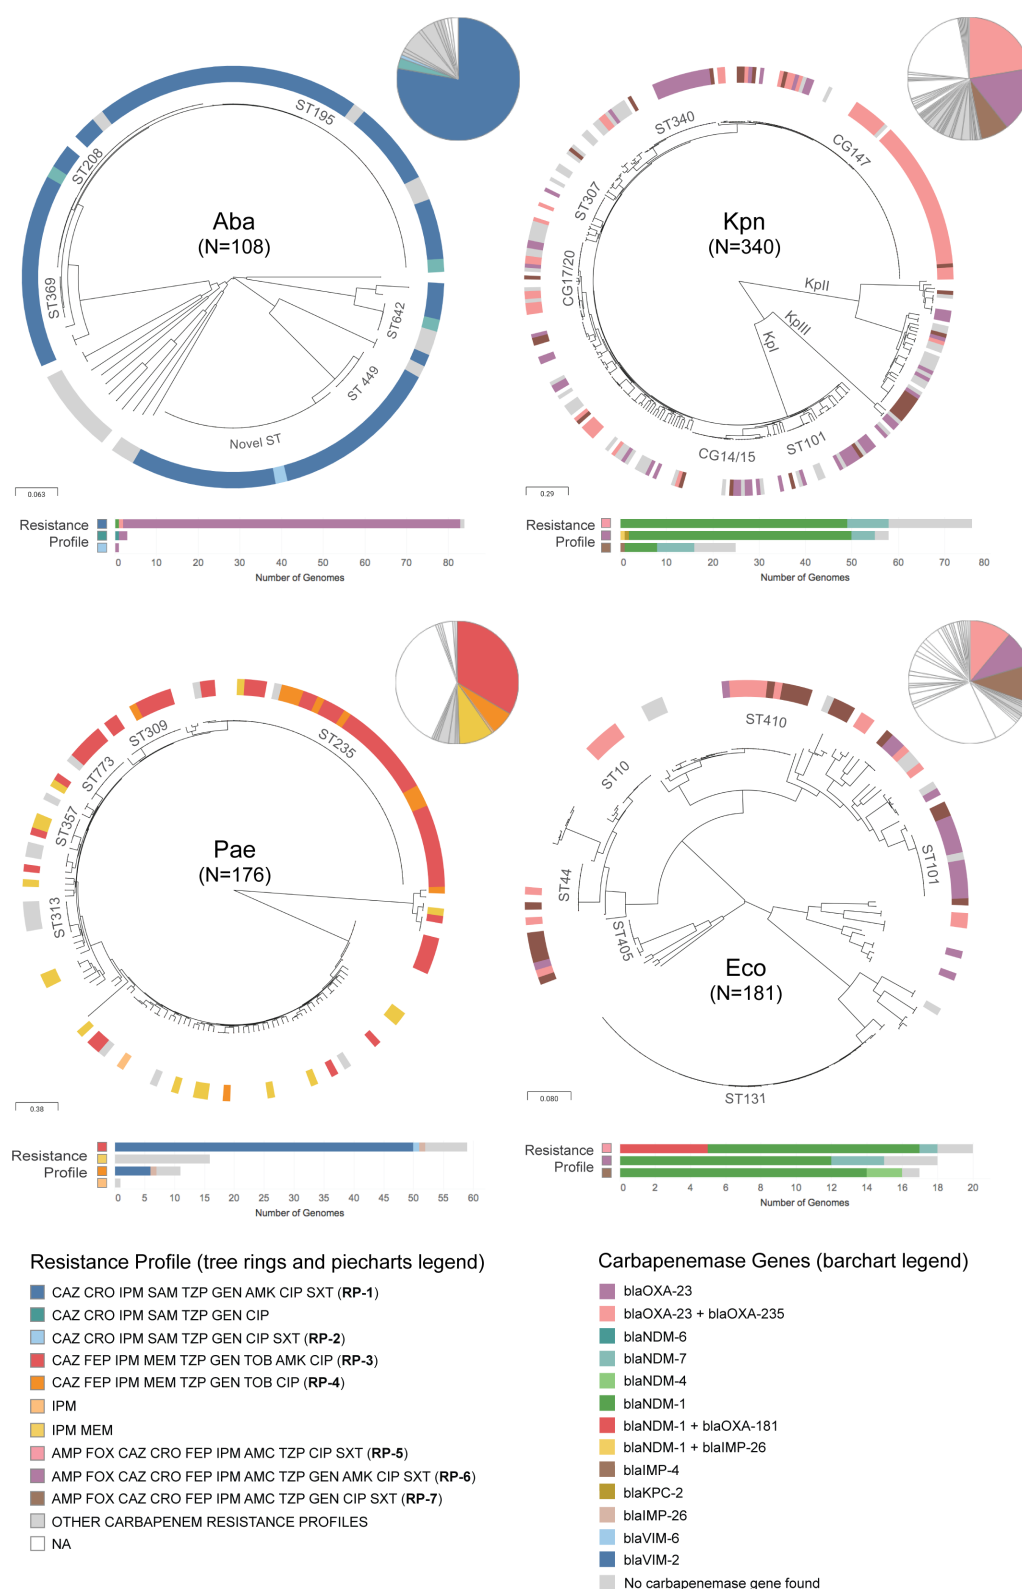 ST195
ST208
ST369
ST642
ST 449
Novel ST
Aba
(N=108)
0.063
ST340
CG147
ST307
CG17/20
KpII
KpIII
KpI
ST101
CG14/15
Kpn
(N=340)
0.29
Resistance
Profile
0 10 20 30 40 50 60 70 80
Number of Genomes
0 10 20 30 40 50 60 70 80
Number of Genomes
ST309
ST235
ST773
ST357
ST313
Pae
(N=176)
0.38
ST410
ST10
ST101
ST44
ST405
ST131
Eco
(N=181)
0.080
Resistance
Profile
0 5 10 15 20 25 30 35 40 45 50 55 60
Number of Genomes
Resistance
Profile
0 2 4 6 8 10 12 14 16 18 20
Number of Genomes
Resistance Profile (tree rings and piecharts legend)
CAZ CRO IPM SAM TZP GEN AMK CIP SXT (RP-1)
CAZ CRO IPM SAM TZP GEN CIP
CAZ CRO IPM SAM TZP GEN CIP SXT (RP-2)
CAZ FEP IPM MEM TZP GEN TOB AMK CIP (RP-3)
CAZ FEP IPM MEM TZP GEN TOB CIP (RP-4)
IPM
IPM MEM
AMP FOX CAZ CRO FEP IPM AMC TZP CIP SXT (RP-5)
AMP FOX CAZ CRO FEP IPM AMC TZP GEN AMK CIP SXT (RP-6)
AMP FOX CAZ CRO FEP IPM AMC TZP GEN CIP SXT (RP-7)
OTHER CARBAPENEM RESISTANCE PROFILES
NA
Carbapenemase Genes (barchart legend)
blaOXA-23
blaOXA-23 + blaOXA-235
blaNDM-6
blaNDM-7
blaNDM-4
blaNDM-1
blaNDM-1 + blaOXA-181
blaNDM-1 + blaIMP-26
blaIMP-4
blaKPC-2
blaIMP-26
blaVIM-6
blaVIM-2
No carbapenemase gene found